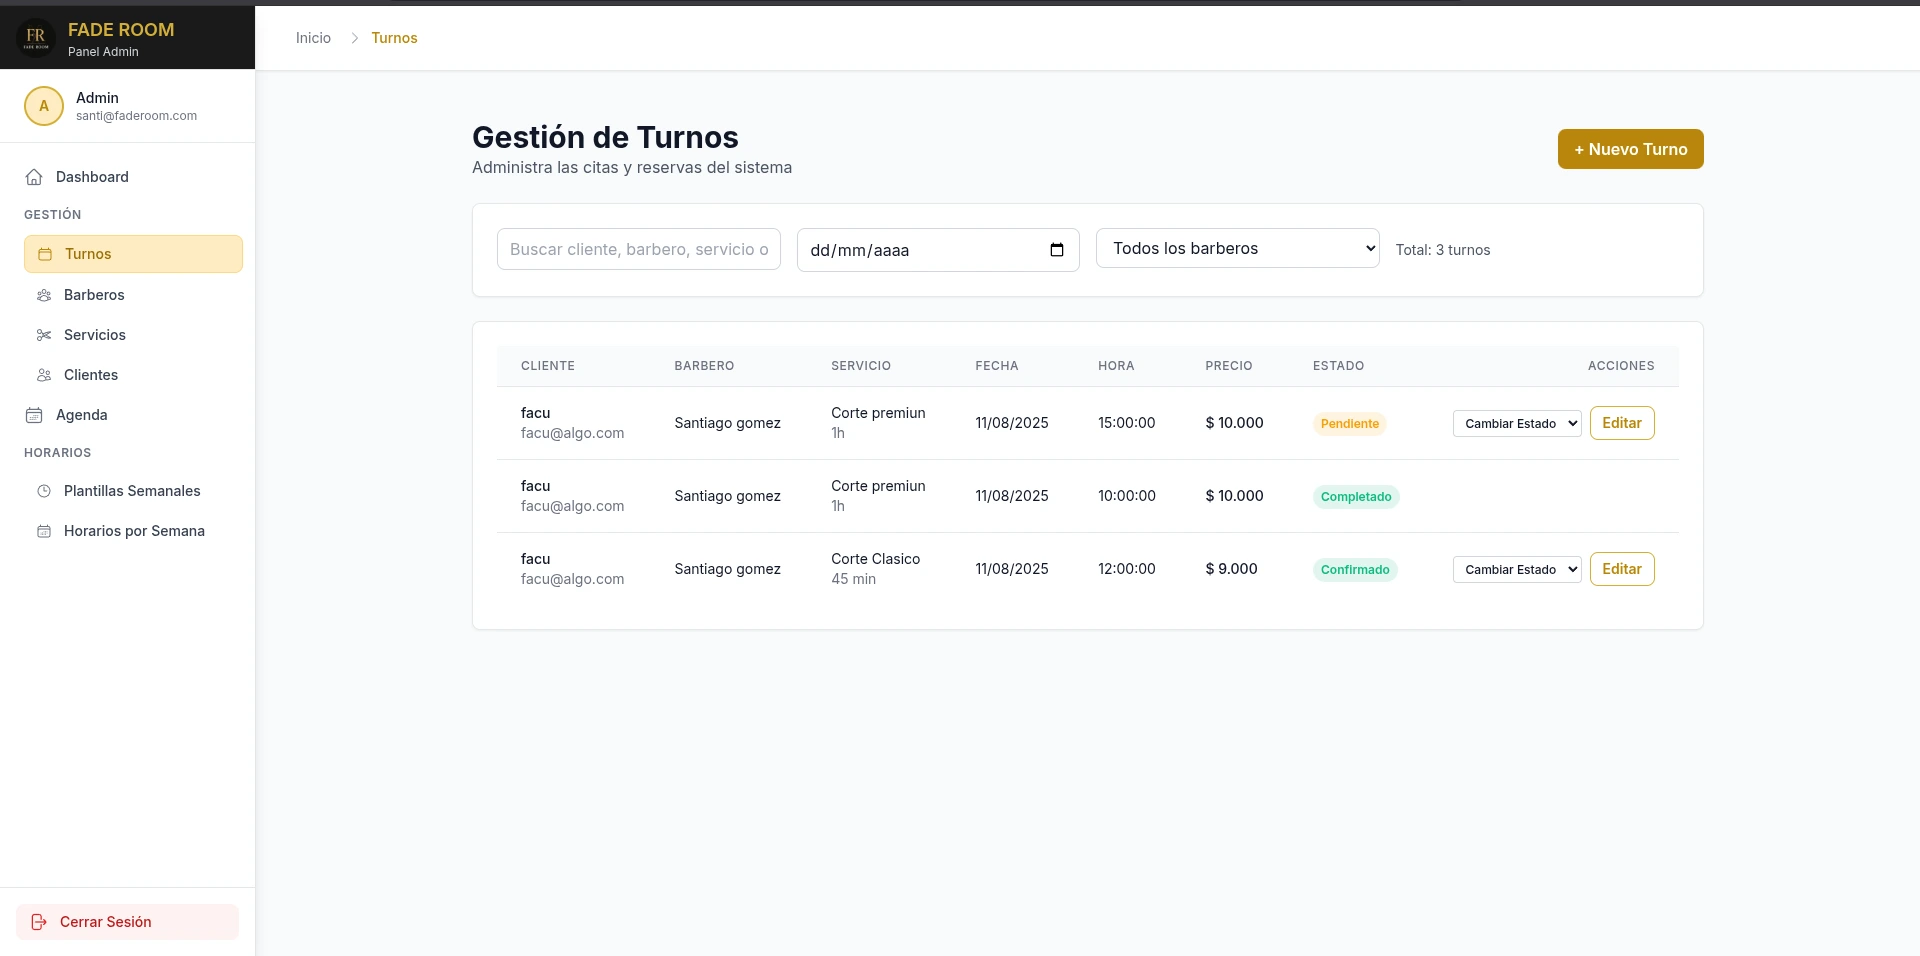 FR
FADE ROOM
FADE ROOM
Panel Admin
A
Admin
santi@faderoom.com
Dashboard
GESTIÓN
Turnos
Barberos
Servicios
Clientes
Agenda
HORARIOS
Plantillas Semanales
Horarios por Semana
Cerrar Sesión
Inicio
Turnos
Gestión de Turnos
Administra las citas y reservas del sistema
+ Nuevo Turno
Buscar cliente, barbero, servicio o
dd/mm/aaaa
Todos los barberos
Total: 3 turnos
CLIENTE BARBERO SERVICIO FECHA HORA PRECIO ESTADO ACCIONES
facu
facu@algo.com
Santiago gomez
Corte premiun
1h
11/08/2025
15:00:00
$ 10.000
Pendiente
Cambiar Estado
Editar
facu
facu@algo.com
Santiago gomez
Corte premiun
1h
11/08/2025
10:00:00
$ 10.000
Completado
facu
facu@algo.com
Santiago gomez
Corte Clasico
45 min
11/08/2025
12:00:00
$ 9.000
Confirmado
Cambiar Estado
Editar